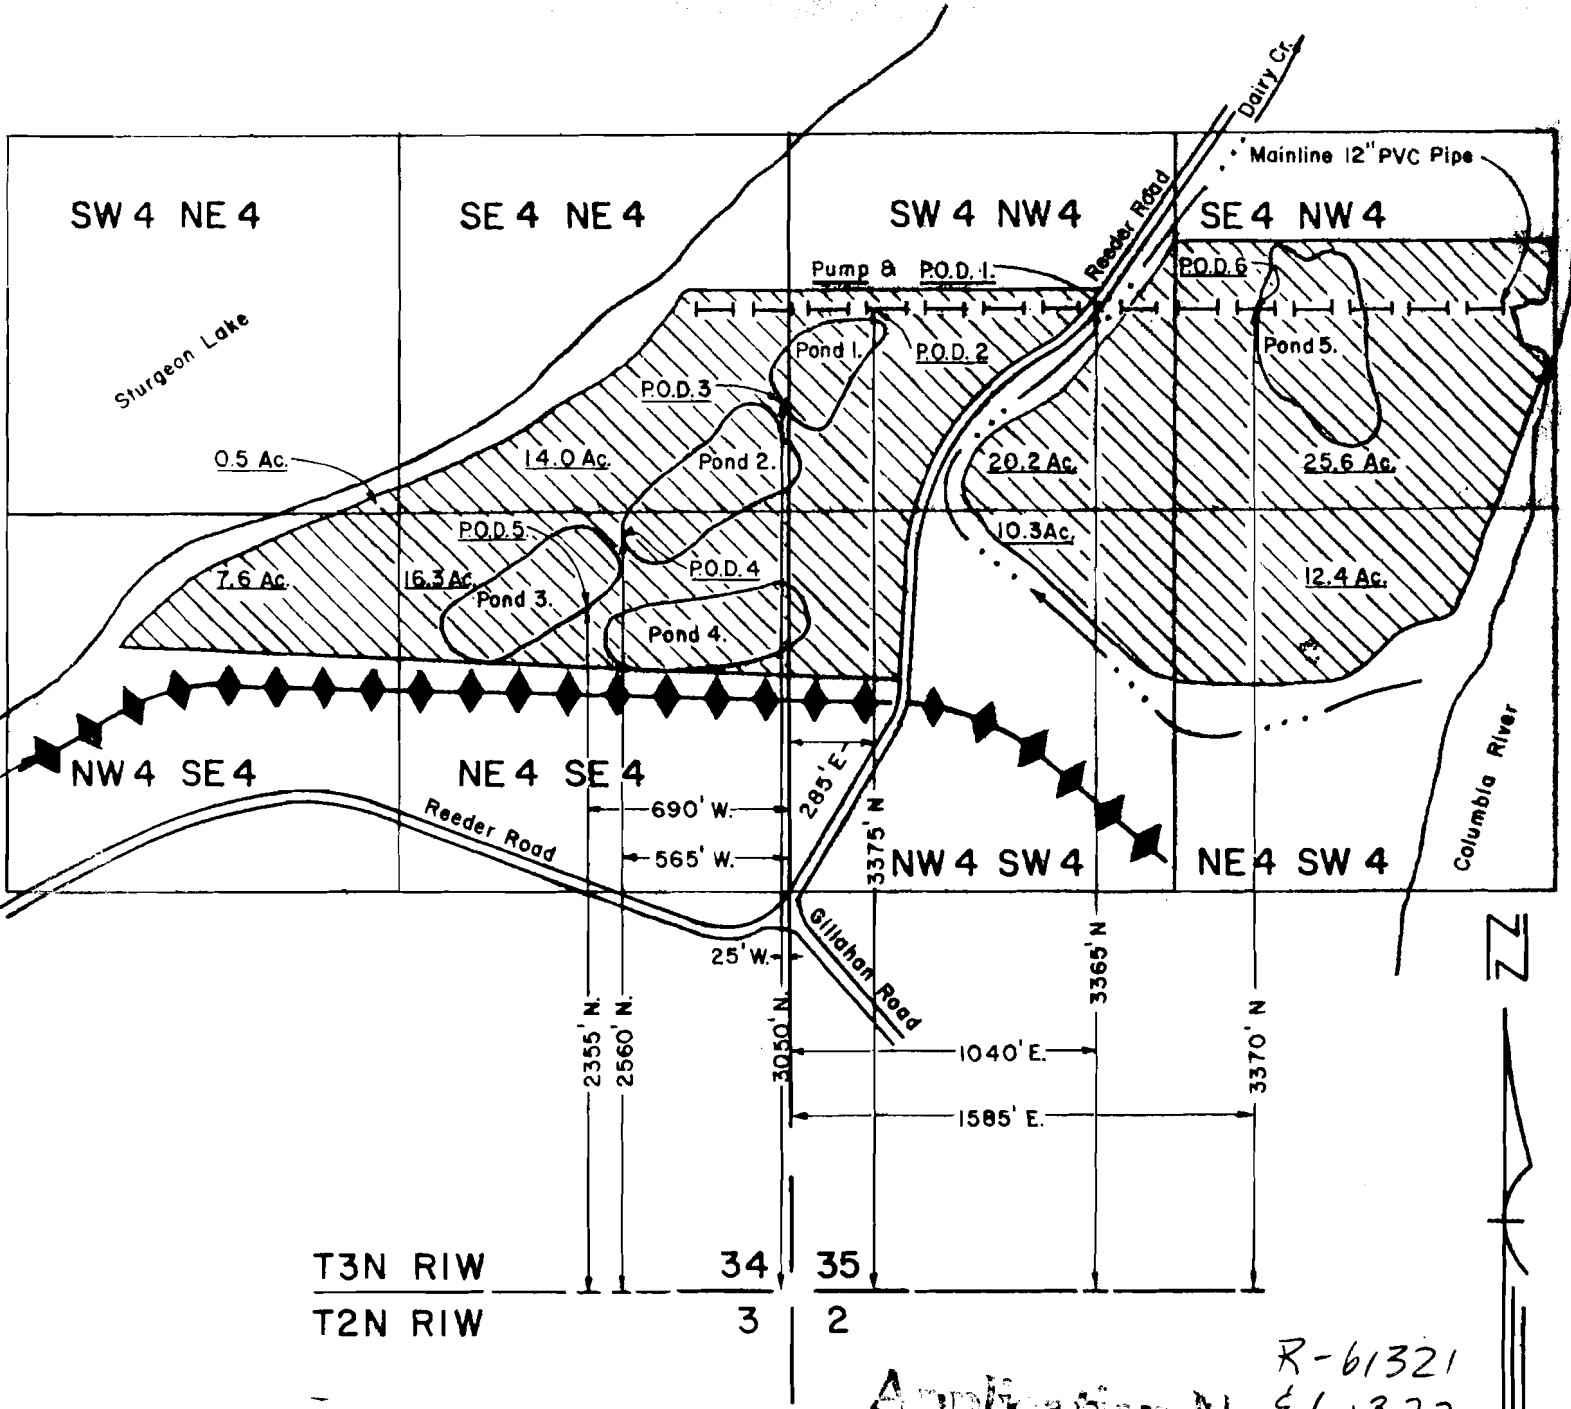 Dairy Cr.
Mainline 12" PVC Pipe
Reeder Road
SW 4 NE 4
SE 4 NE 4
SW 4 NW 4
SE 4 NW 4
Pump & P.O.D. 1.
P.O.D. 6
Sturgeon Lake
Pond 1.
P.O.D. 2
Pond 5.
P.O.D. 3
0.5 Ac.
14.0 Ac.
Pond 2.
20.2 Ac.
25.6 Ac.
P.O.D. 5
10.3 Ac.
7.6 Ac.
16.3 Ac.
P.O.D. 4
12.4 Ac.
Pond 3.
Pond 4.
NW 4 SE 4
NE 4 SE 4
285' E.
Columbia River
690' W.
Reeder Road
565' W.
3375' N
NW 4 SW 4
NE 4 SW 4
25' W.
Gillahan Road
3365' N
2355' N.
2560' N.
3050' N.
1040' E.
3370' N
1585' E.
T3N R1W
34
35
T2N R1W
3
2
R-61321
Application N